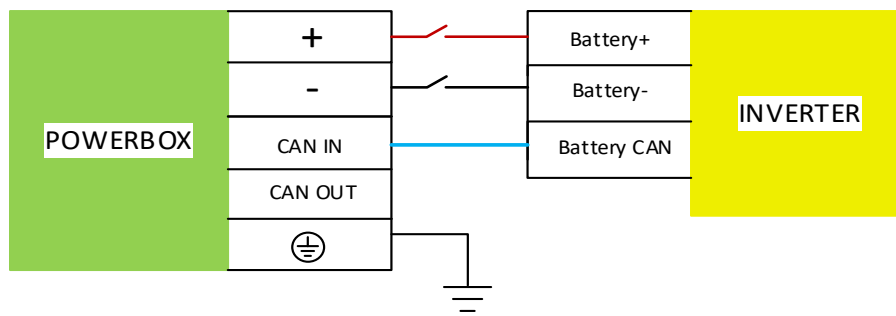 POWERBOX
+
-
CAN IN
CAN OUT
Battery+
Battery-
Battery CAN
INVERTER